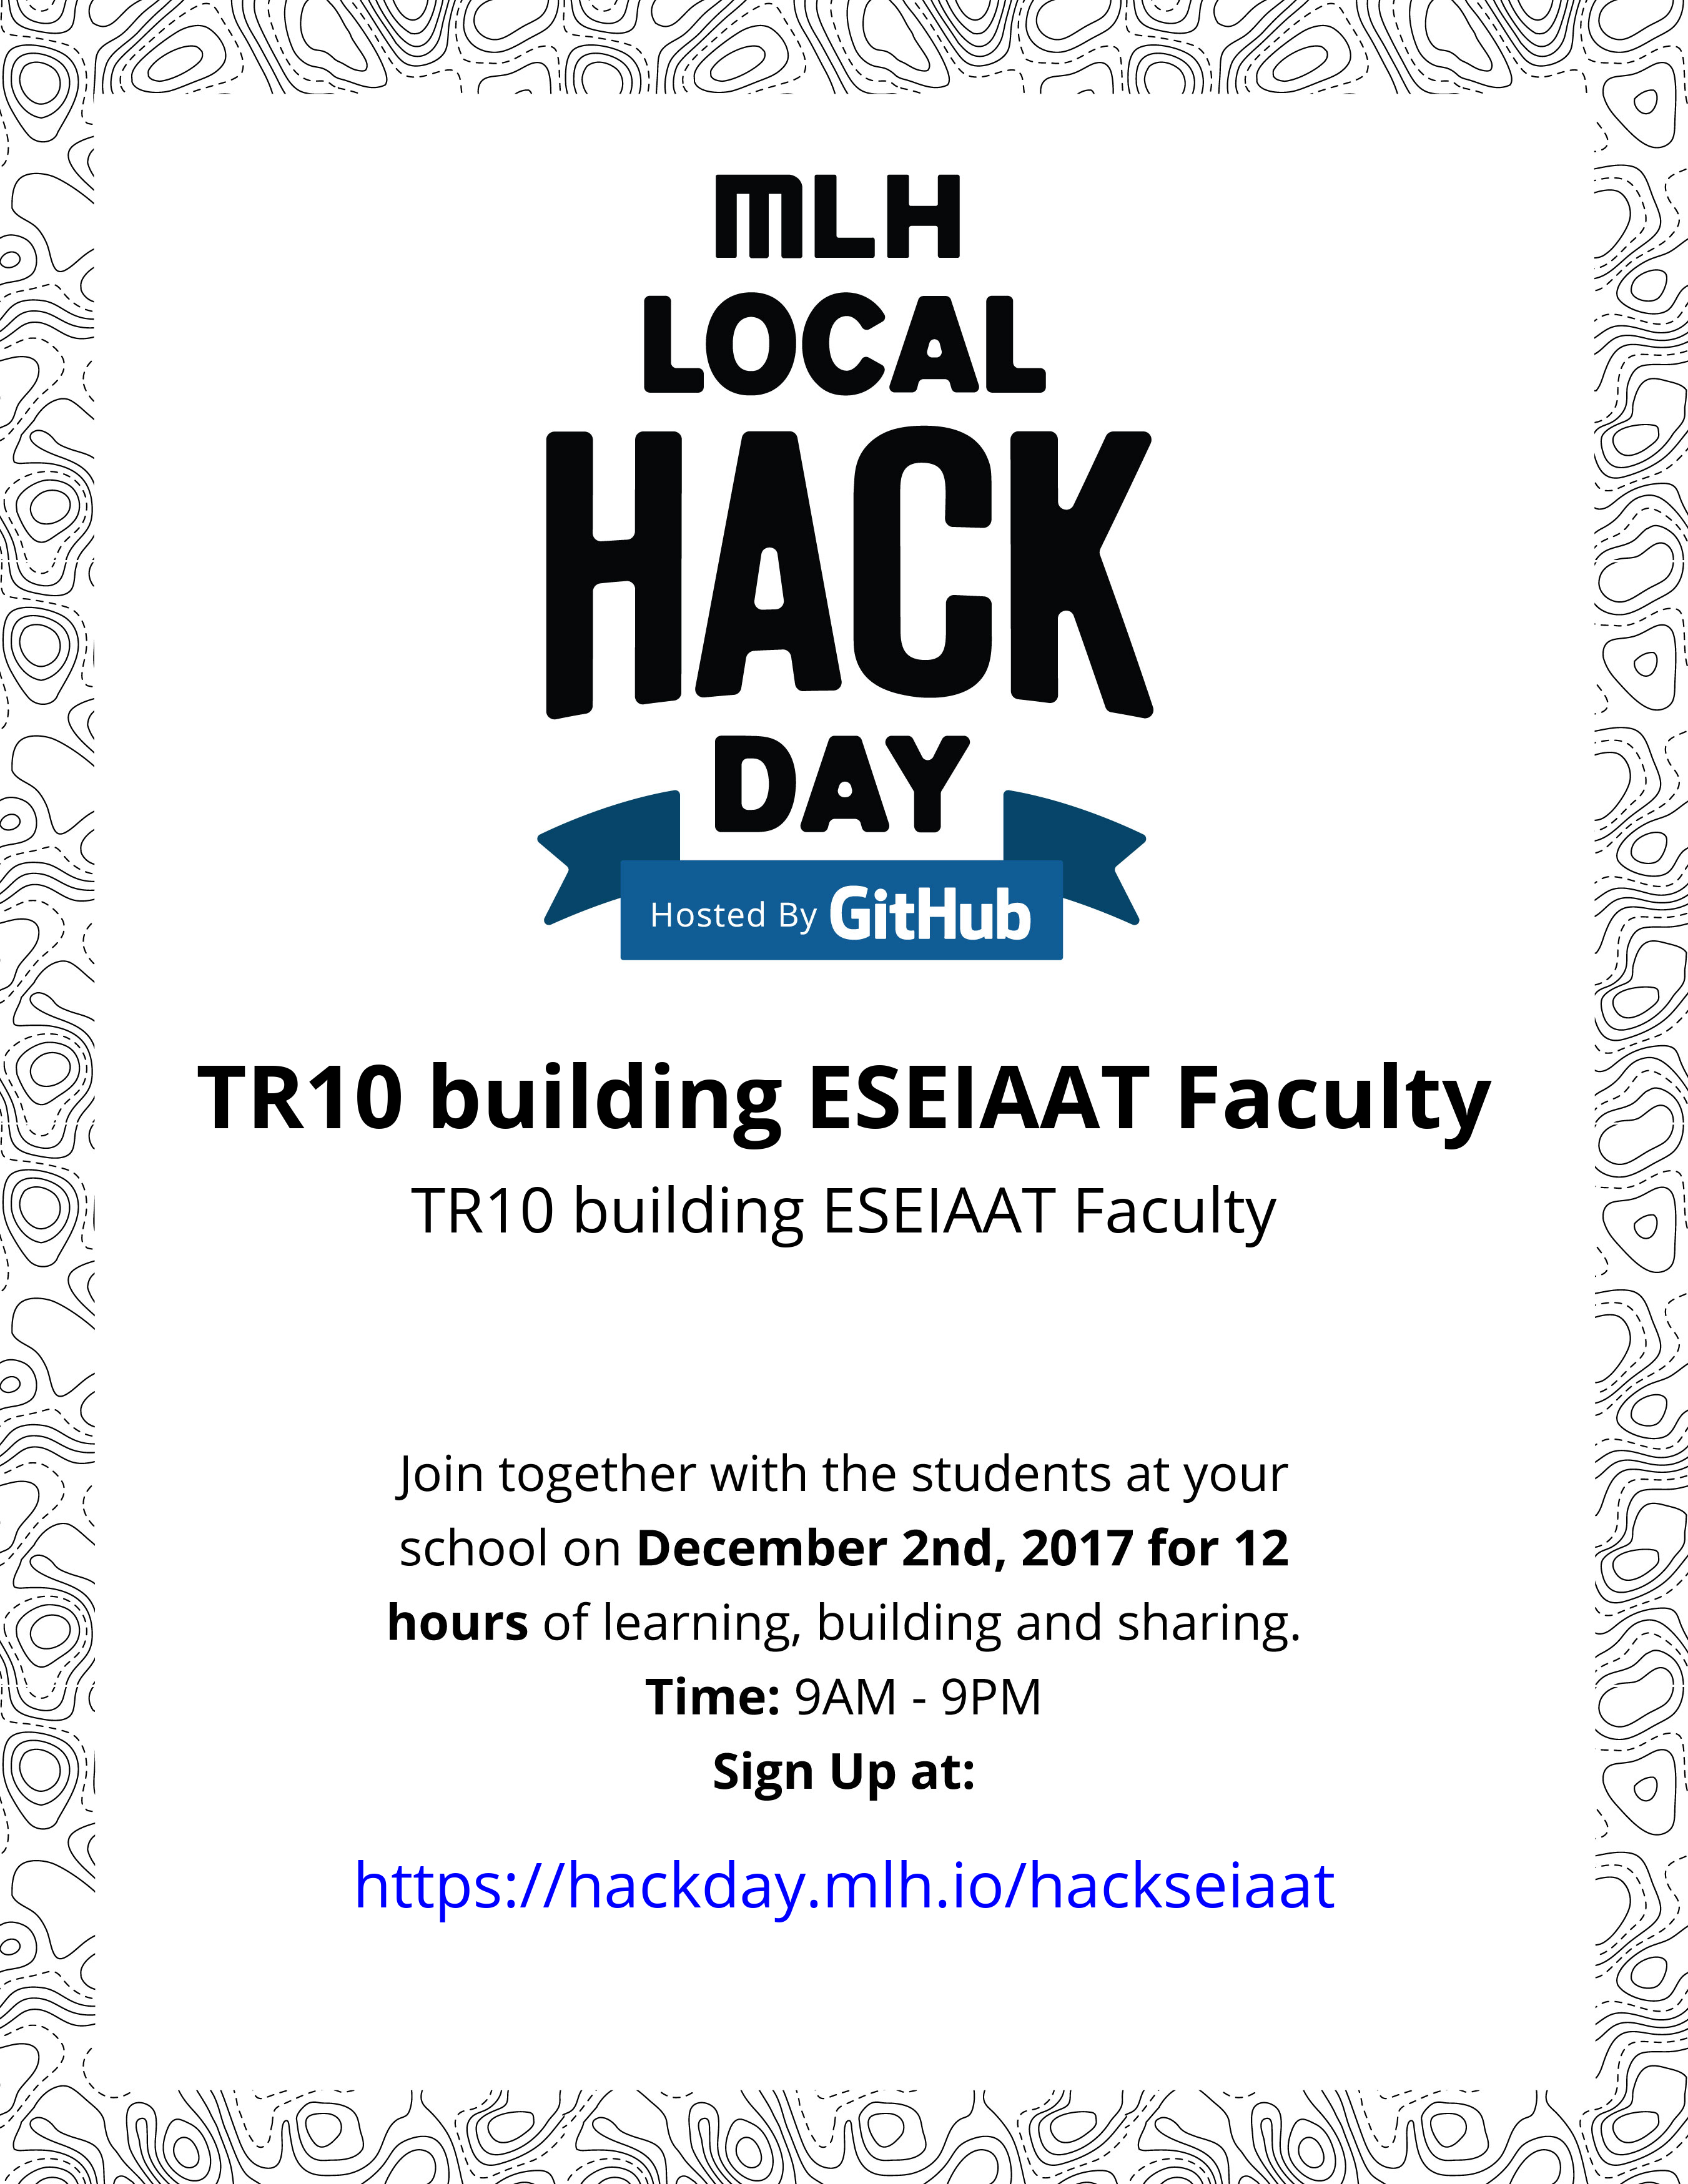 MLH
LOCAL
HACK
DAY
Hosted By GitHub
TR10 building ESEIAAT Faculty
TR10 building ESEIAAT Faculty
Join together with the students at your
school on December 2nd, 2017 for 12
hours of learning, building and sharing.
Time: 9AM - 9PM
Sign Up at:
https://hackday.mlh.io/hackseiaat